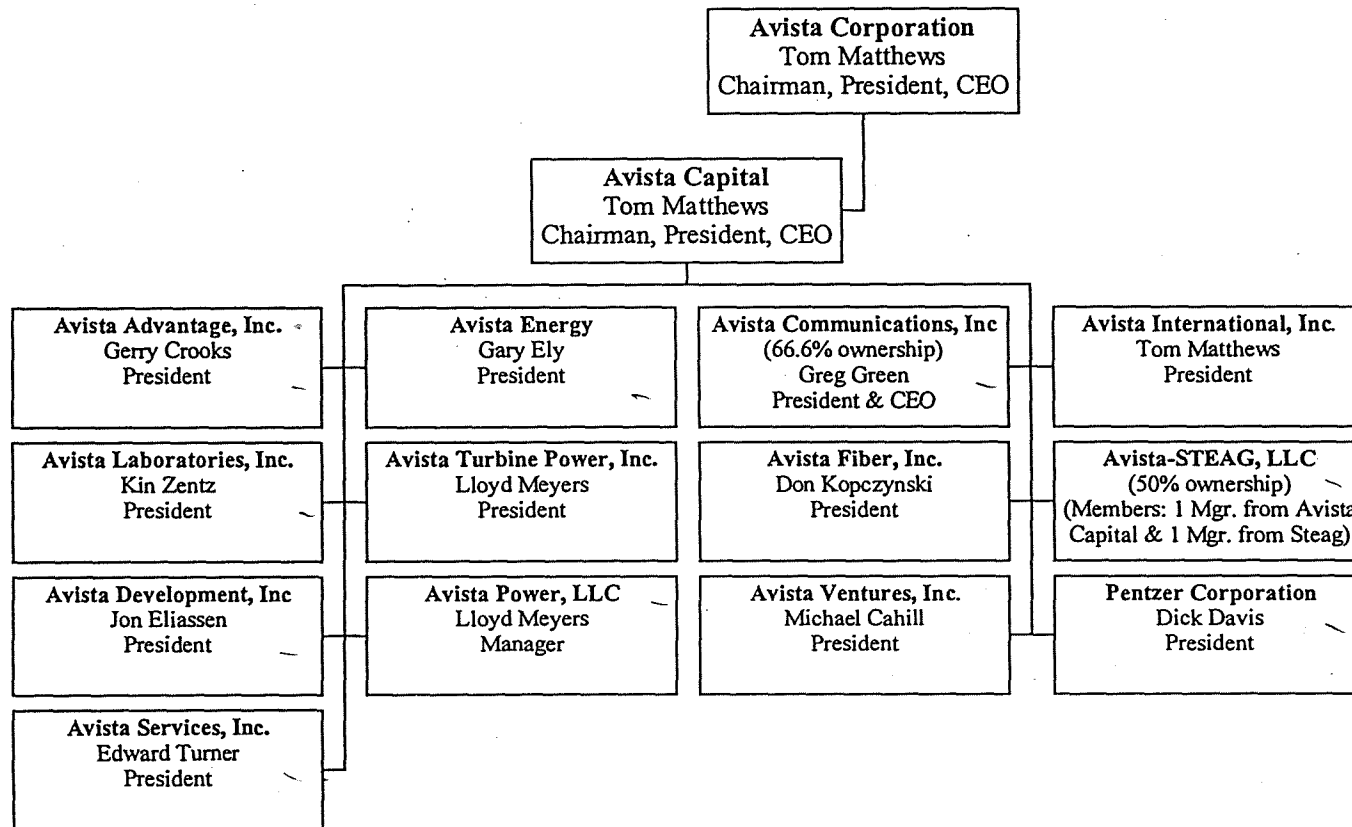 Avista Corporation
Tom Matthews
Chairman, President, CEO
Avista Capital
Tom Matthews
Chairman, President, CEO
Avista Advantage, Inc.
Gerry Crooks
President
Avista Energy
Gary Ely
President
Avista Communications, Inc
(66.6% ownership)
Greg Green
President & CEO
Avista International, Inc.
Tom Matthews
President
Avista Laboratories, Inc.
Kin Zentz
President
Avista Turbine Power, Inc.
Lloyd Meyers
President
Avista Fiber, Inc.
Don Kopczynski
President
Avista-STEAG, LLC
(50% ownership)
(Members: 1 Mgr. from Avista
Capital & 1 Mgr. from Steag)
Avista Development, Inc
Jon Eliassen
President
Avista Power, LLC
Lloyd Meyers
Manager
Avista Ventures, Inc.
Michael Cahill
President
Pentzer Corporation
Dick Davis
President
Avista Services, Inc.
Edward Turner
President